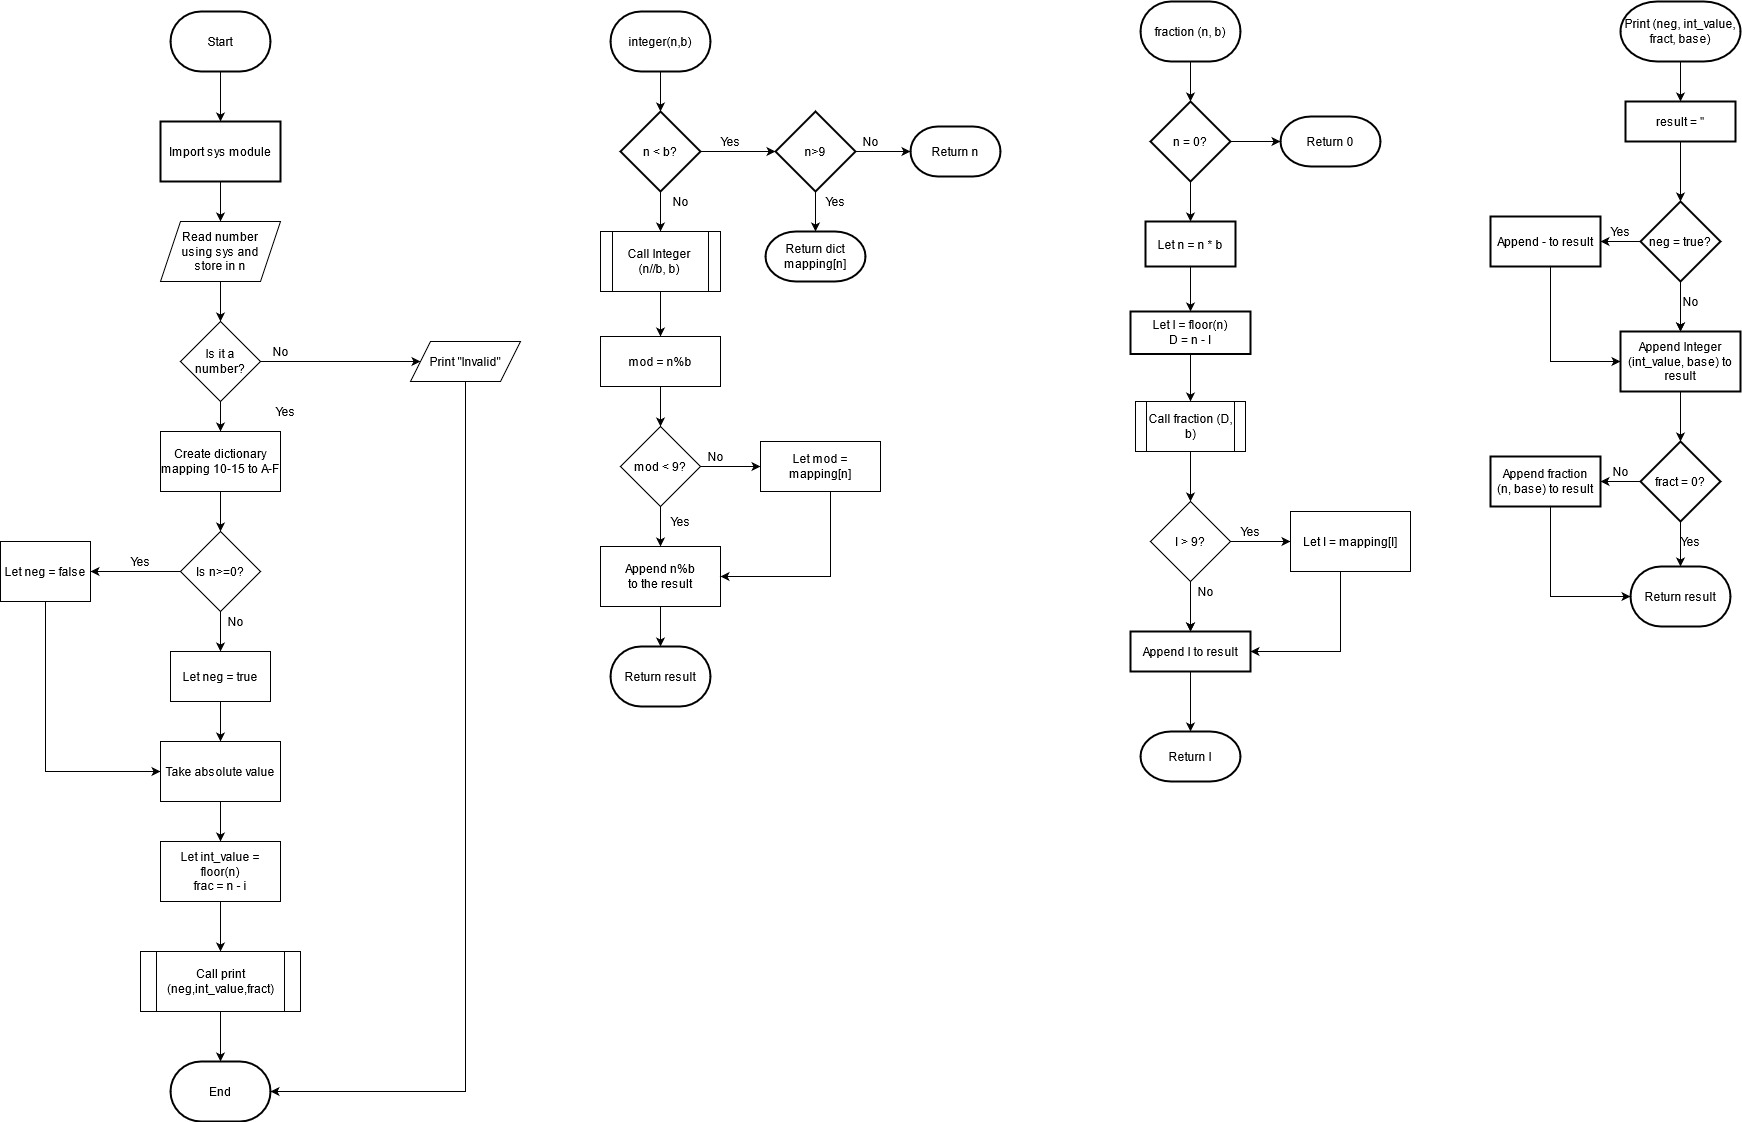 Start
Import sys module
Read number
using sys and
store in n
Is it a
number?
No
Print "Invalid"
Yes
Create dictionary
mapping 10-15 to A-F
Is n>=0?
Yes
Let neg = false
No
Let neg = true
Take absolute value
Let int_value =
floor(n)
frac = n - i
Call print
(neg,int_value,fract)
End
integer(n,b)
n < b?
Yes
n>9
No
Return n
Yes
Return dict
mapping[n]
No
Call Integer
(n//b, b)
mod = n%b
mod < 9?
No
Let mod =
mapping[n]
Yes
Append n%b
to the result
Return result
fraction (n, b)
n = 0?
Return 0
Let n = n * b
Let I = floor(n)
D = n - I
Call fraction (D,
b)
I > 9?
Yes
Let I = mapping[I]
No
Append I to result
Return I
Print (neg, int_value,
fract, base)
result = ''
neg = true?
Yes
Append - to result
No
Append Integer
(int_value, base) to
result
fract = 0?
No
Append fraction
(n, base) to result
Yes
Return result